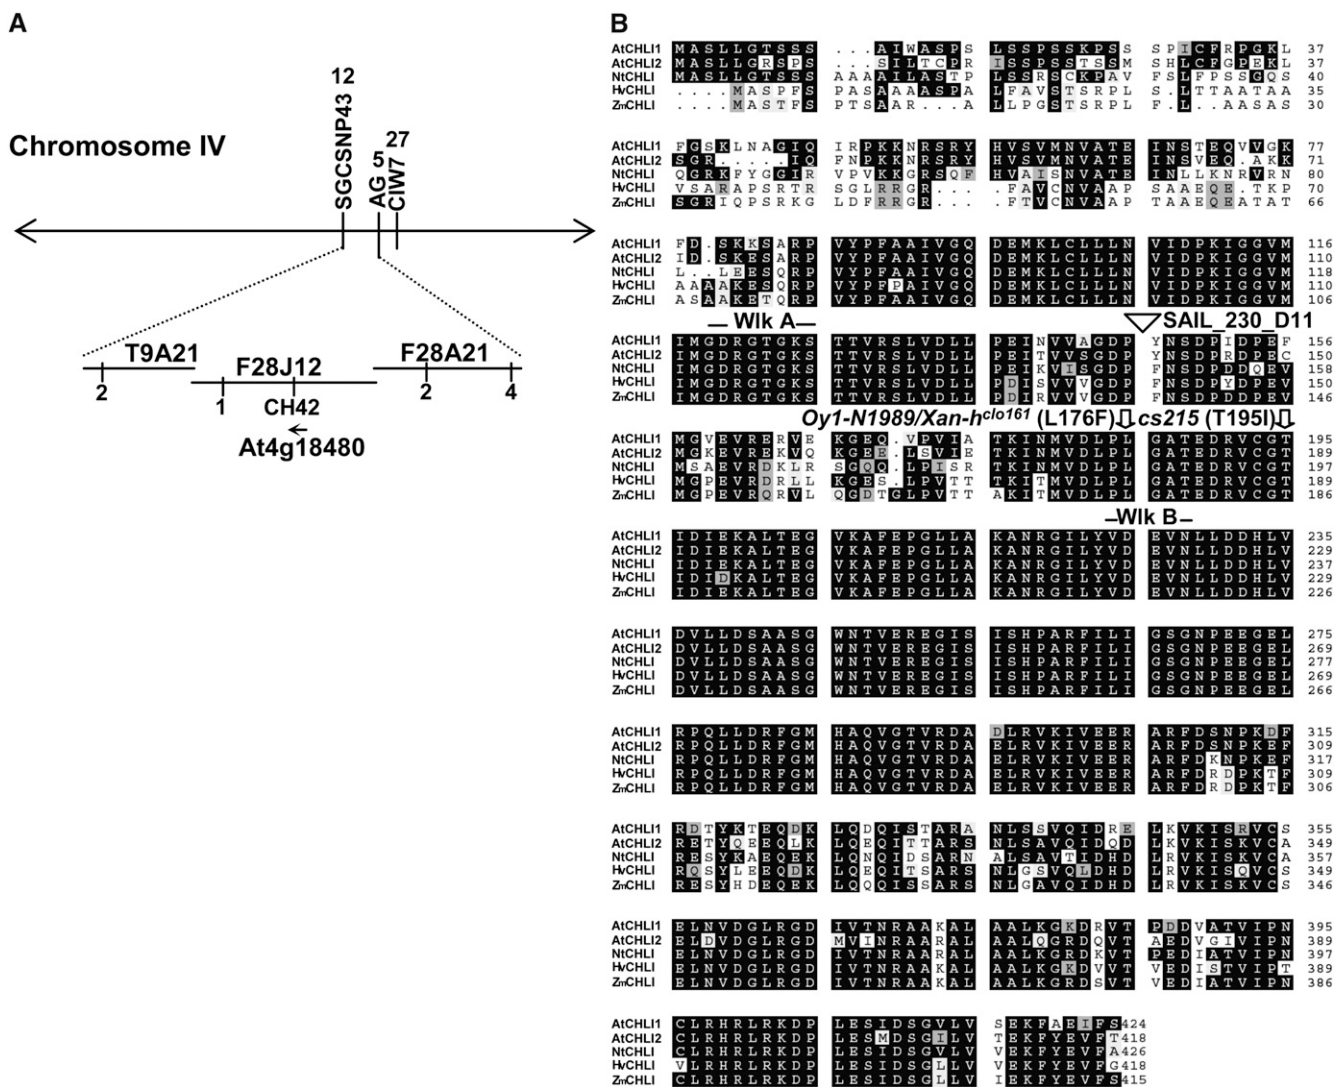 A
B
Chromosome IV
SGCSNP43 12
AG 5
CIW7 27
T9A21
F28J12
F28A21
2
1
CH42
2
4
At4g18480
AtCHLI1 MASLLGTSSS ...AIWASPS LSSPSSKPSS SPICFRPGKL 37
AtCHLI2 MASLLGRSPS ...SILTCPR ISSPSSTSSM SHLCFGPEKL 37
NtCHLI MASLLGTSSS AAAAILASTP LSSRSCKPAV FSLFPSSGQS 40
HvCHLI ....MASPFS PASAAAASPA LFAVSTSRPL S.LTTAATAA 35
ZmCHLI ....MASTFS PTSAAR...A LLPGSTSRPL F.L..AASAS 30
AtCHLI1 FGSKLNAGIQ IRPKKNRSRY HVSVMNVATE INSTEQVVGK 77
AtCHLI2 SGR.....IQ FNPKKNRSRY HVSVMNVATE INSVEQ.AKK 71
NtCHLI QGRKFYGGIR VPVKKGRSQF HVAISNVATE INLLKNRVRN 80
HvCHLI VSARAPSRTR SGLRRGR... .FAVCNVAAP SAAEQE.TKP 70
ZmCHLI SGRIQPSRKG LDFRRGR... .FTVCNVAAP TAAEQEATAT 66
AtCHLI1 FD.SKKSARP VYPFAAIVGQ DEMKLCLLLN VIDPKIGGVM 116
AtCHLI2 ID.SKESARP VYPFAAIVGQ DEMKLCLLLN VIDPKIGGVM 110
NtCHLI L..LEESQRP VYPFAAIVGQ DEMKLCLLLN VIDPKIGGVM 118
HvCHLI AAAAKESQRP VYPFPAIVGQ DEMKLCLLLN VIDPKIGGVM 110
ZmCHLI ASAAKETQRP VYPFAAIVGQ DEMKLCLLLN VIDPKIGGVM 106
— Wlk A— SAIL_230_D11
AtCHLI1 IMGDRGTGKS TTVRSLVDLL PEINVVAGDP YNSDPIDPEF 156
AtCHLI2 IMGDRGTGKS TTVRSLVDLL PEITVVSGDP YNSDPRDPEC 150
NtCHLI IMGDRGTGKS TTVRSLVDLL PEIKVISGDP FNSDPDDQEV 158
HvCHLI IMGDRGTGKS TTVRSLVDLL PDISVVVGDP FNSDPYDPEV 150
ZmCHLI IMGDRGTGKS TTVRSLVDLL PDIRVVVGDP FNSDPDDPEV 146
Oy1-N1989/Xan-hclo161 (L176F) cs215 (T195I)
AtCHLI1 MGVEVRERVE KGEQ.VPVIA TKINMVDLPL GATEDRVCGT 195
AtCHLI2 MGKEVREKVQ KGEE.LSVIE TKINMVDLPL GATEDRVCGT 189
NtCHLI MSAEVRDKLR SGQQ.LPISR TKINMVDLPL GATEDRVCGT 197
HvCHLI MGVEVRDRLL KGES.LPVTT TKITMVDLPL GATEDRVCGT 189
ZmCHLI MGPEVRQRVL QGDTGLPVTT AKITMVDLPL GATEDRVCGT 186
–Wlk B–
AtCHLI1 IDIEKALTEG VKAFEPGLLA KANRGILYVD EVNLLDDHLV 235
AtCHLI2 IDIEKALTEG VKAFEPGLLA KANRGILYVD EVNLLDDHLV 229
NtCHLI IDIEKALTEG VKAFEPGLLA KANRGILYVD EVNLLDDHLV 237
HvCHLI IDIDKALTEG VKAFEPGLLA KANRGILYVD EVNLLDDHLV 229
ZmCHLI IDIEKALTEG VKAFEPGLLA KANRGILYVD EVNLLDDHLV 226
AtCHLI1 DVLLDSAASG WNTVEREGIS ISHPARFILI GSGNPEEGEL 275
AtCHLI2 DVLLDSAASG WNTVEREGIS ISHPARFILI GSGNPEEGEL 269
NtCHLI DVLLDSAASG WNTVEREGIS ISHPARFILI GSGNPEEGEL 277
HvCHLI DVLLDSAASG WNTVEREGIS ISHPARFILI GSGNPEEGEL 269
ZmCHLI DVLLDSAASG WNTVEREGIS ISHPARFILI GSGNPEEGEL 266
AtCHLI1 RPQLLDRFGM HAQVGTVRDA DLRVKIVEER ARFDSNPKDF 315
AtCHLI2 RPQLLDRFGM HAQVGTVRDA ELRVKIVEER ARFDSNPKEF 309
NtCHLI RPQLLDRFGM HAQVGTVRDA ELRVKIVEER ARFDKNPKEF 317
HvCHLI RPQLLDRFGM HAQVGTVRDA ELRVKIVEER ARFDRDPKTF 309
ZmCHLI RPQLLDRFGM HAQVGTVRDA ELRVKIVEER ARFDRDPKTF 306
AtCHLI1 RDTYKTEQDK LQDQISTARA NLSSVQIDRE LKVKISRVCS 355
AtCHLI2 RETYQEEQLK LQEQITTARS NLSAVQIDQD LKVKISKVCA 349
NtCHLI RESYKAEQEK LQNQIDSARN ALSAVTIDHD LRVKISKVCA 357
HvCHLI RQSYLEEQDK LQEQITSARS NLGSVQLDHD LRVKISQVCS 349
ZmCHLI RESYHDEQEK LQQQISSARS NLGAVQIDHD LRVKISKVCS 346
AtCHLI1 ELNVDGLRGD IVTNRAAKAL AALKGKDRVT PDDVATVIPN 395
AtCHLI2 ELDVDGLRGD MVINRAARAL AALQGRDQVT AEDVGIVIPN 389
NtCHLI ELNVDGLRGD IVTNRAAKAL AALKGRDKVT PEDIATVIPN 397
HvCHLI ELNVDGLRGD IVTNRAAKAL AALKGKDVVT VEDISTVIPT 389
ZmCHLI ELNVDGLRGD IVTNRAAKAL AALKGRDSVT VEDIATVIPN 386
AtCHLI1 CLRHRLRKDP LESIDSGVLV SEKFAEIFS 424
AtCHLI2 CLRHRLRKDP LESMDSGILV TEKFYEVFT 418
NtCHLI CLRHRLRKDP LESIDSGVLV VEKFYEVFA 426
HvCHLI VLRHRLRKDP LESIDSGLLV VEKFYEVFG 418
ZmCHLI CLRHRLRKDP LESIDSGLLV IEKFYEVFS 415